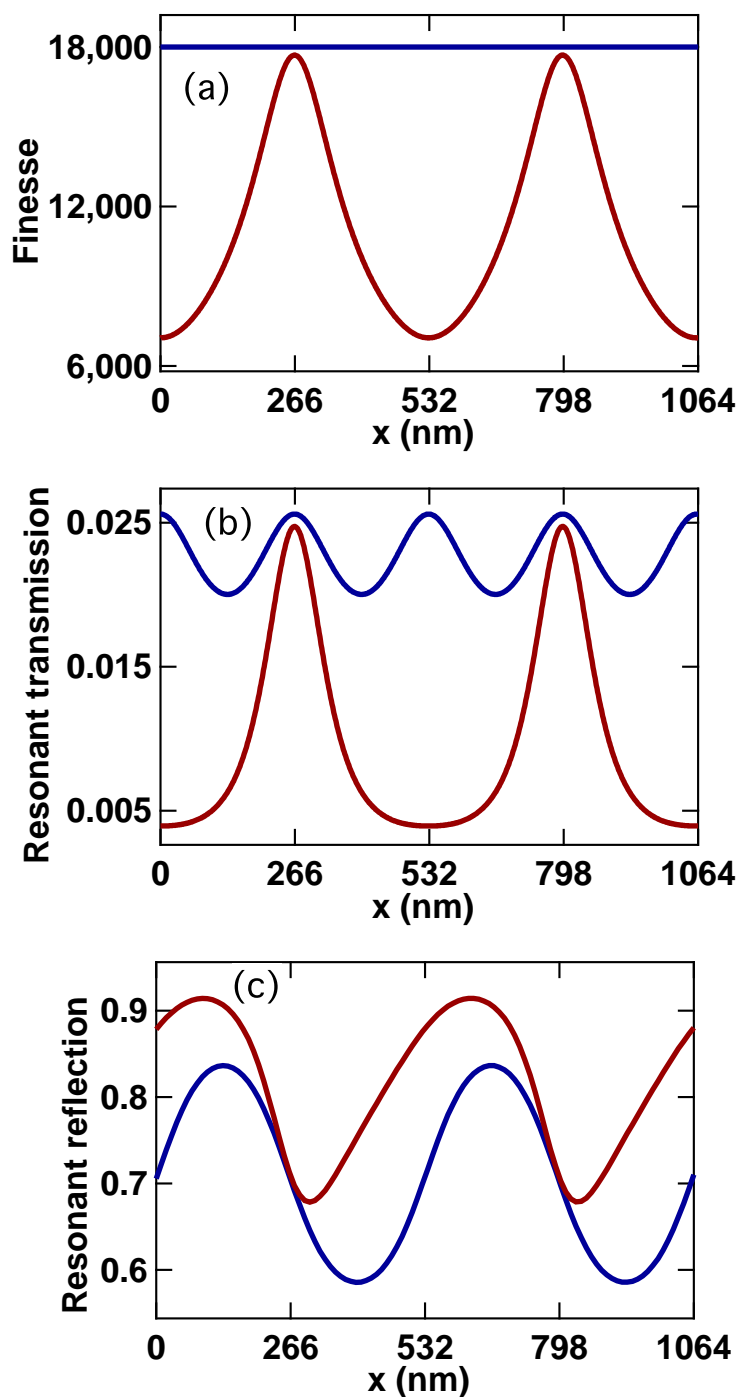 18,000
(a)
12,000
Finesse
6,000
0 266 532 798 1064
x (nm)
0.025
(b)
0.015
Resonant transmission
0.005
0 266 532 798 1064
x (nm)
(c)
0.9
0.8
Resonant reflection
0.7
0.6
0 266 532 798 1064
x (nm)